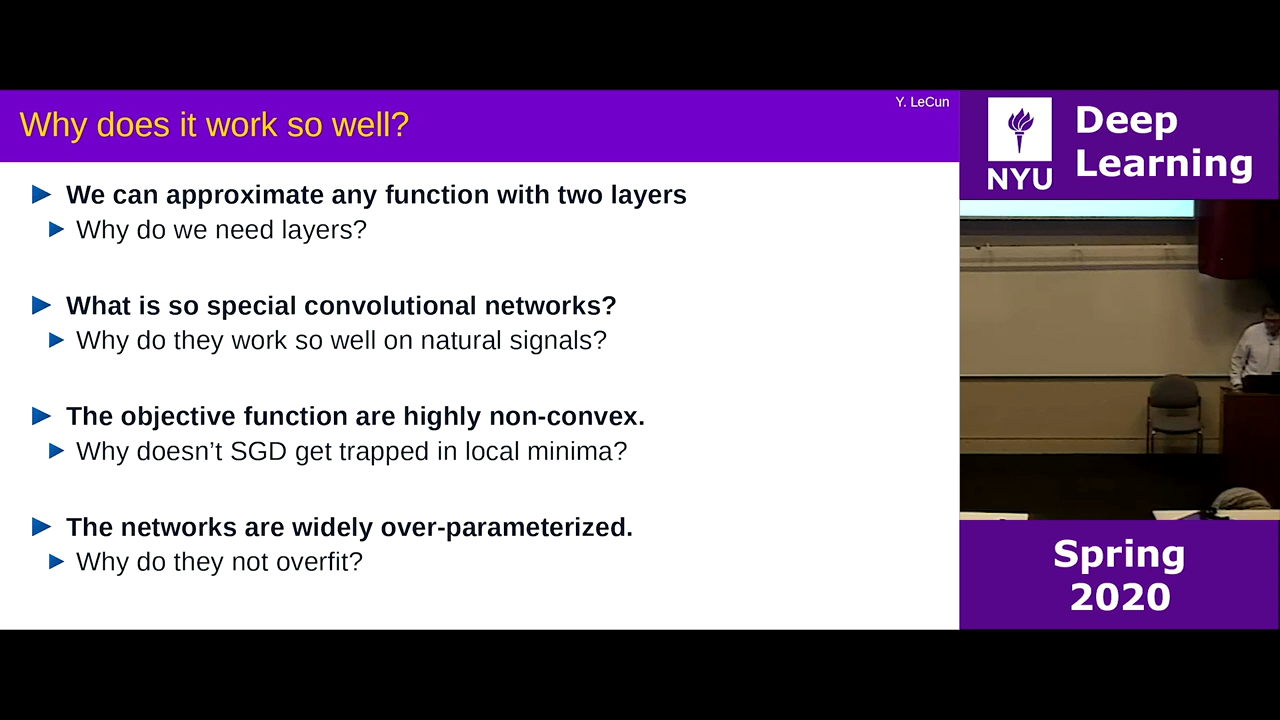 Why does it work so well?
Y. LeCun
We can approximate any function with two layers
Why do we need layers?
What is so special convolutional networks?
Why do they work so well on natural signals?
The objective function are highly non-convex.
Why doesn’t SGD get trapped in local minima?
The networks are widely over-parameterized.
Why do they not overfit?
NYU
Deep
Learning
Spring
2020